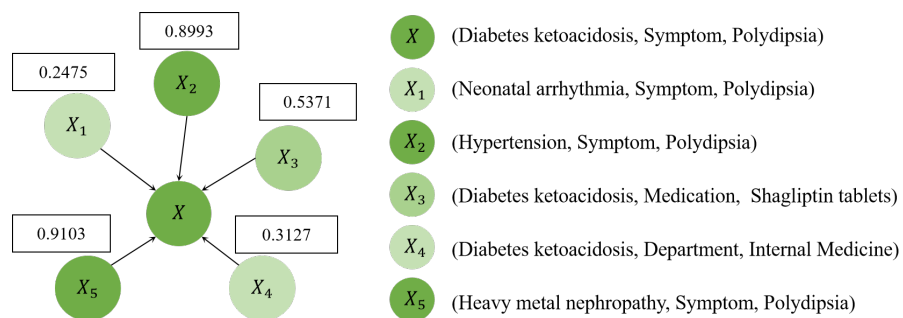 0.8993
0.2475
X₂
0.5371
X₁
X₃
X
0.9103
0.3127
X₅
X₄
X (Diabetes ketoacidosis, Symptom, Polydipsia)
X₁ (Neonatal arrhythmia, Symptom, Polydipsia)
X₂ (Hypertension, Symptom, Polydipsia)
X₃ (Diabetes ketoacidosis, Medication, Shagliptin tablets)
X₄ (Diabetes ketoacidosis, Department, Internal Medicine)
X₅ (Heavy metal nephropathy, Symptom, Polydipsia)